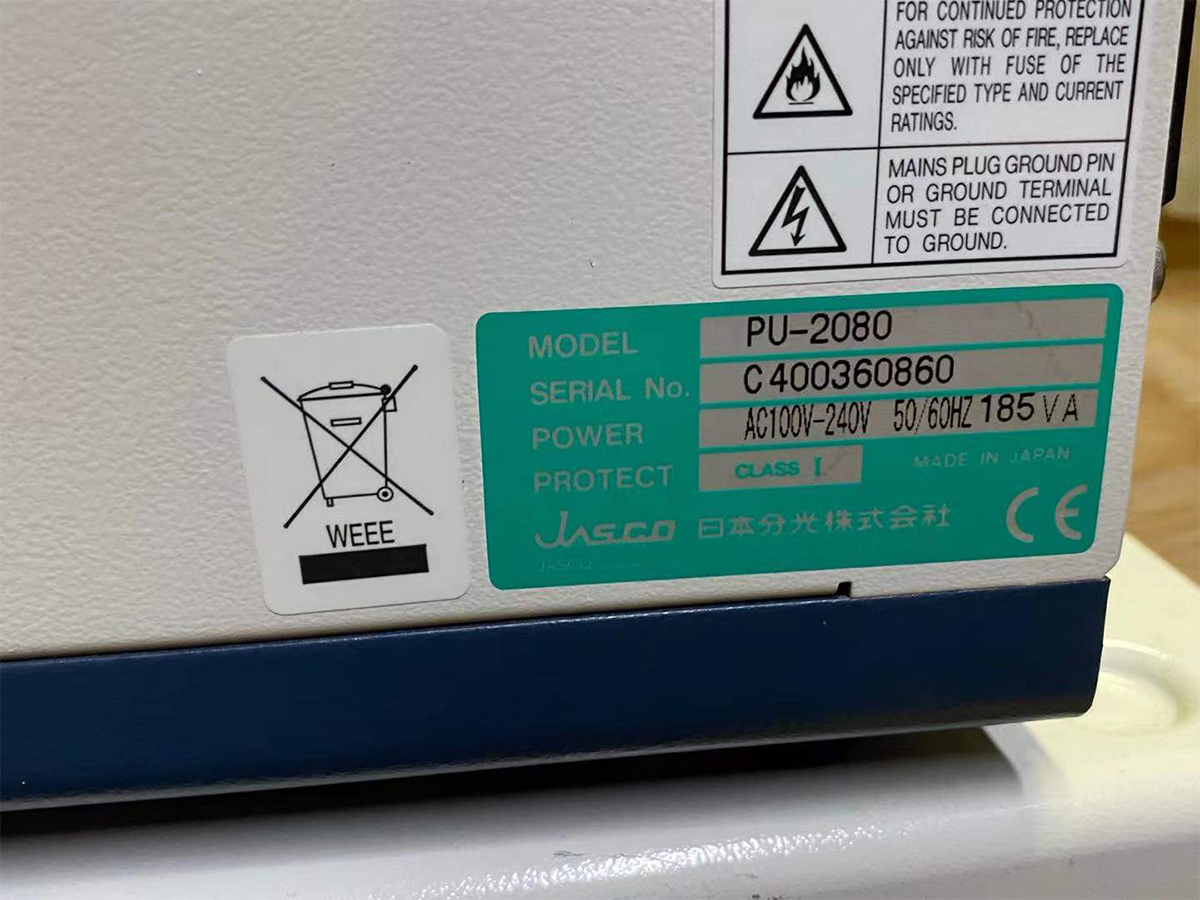 FOR CONTINUED PROTECTION
AGAINST RISK OF FIRE, REPLACE
ONLY WITH FUSE OF THE
SPECIFIED TYPE AND CURRENT
RATINGS.
MAINS PLUG GROUND PIN
OR GROUND TERMINAL
MUST BE CONNECTED
TO GROUND.
WEEE
MODEL PU-2080
SERIAL No. C400360860
POWER AC100V-240V 50/60HZ 185 VA
PROTECT CLASS I MADE IN JAPAN
Jasco 日本分光株式会社 CE
JASCO